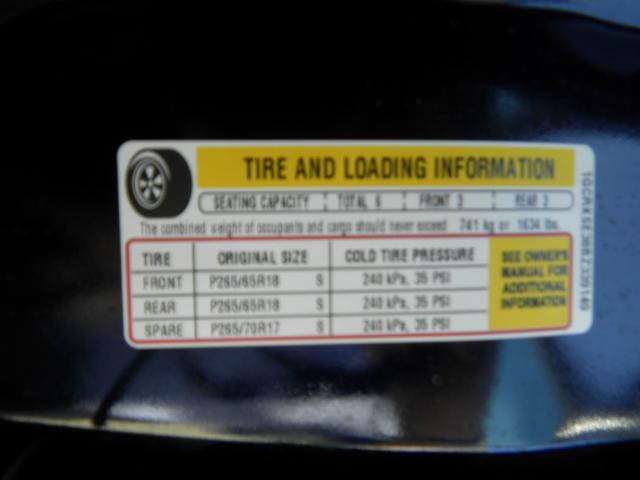 TIRE AND LOADING INFORMATION
SEATING CAPACITY TOTAL 6 FRONT 3 REAR 3
The combined weight of occupants and cargo should never exceed 741 kg or 1634 lbs.
TIRE ORIGINAL SIZE COLD TIRE PRESSURE
FRONT P265/65R18 S 240 kPa, 35 PSI
REAR P265/65R18 S 240 kPa, 35 PSI
SPARE P265/70R17 S 240 kPa, 35 PSI
SEE OWNER'S
MANUAL FOR
ADDITIONAL
INFORMATION